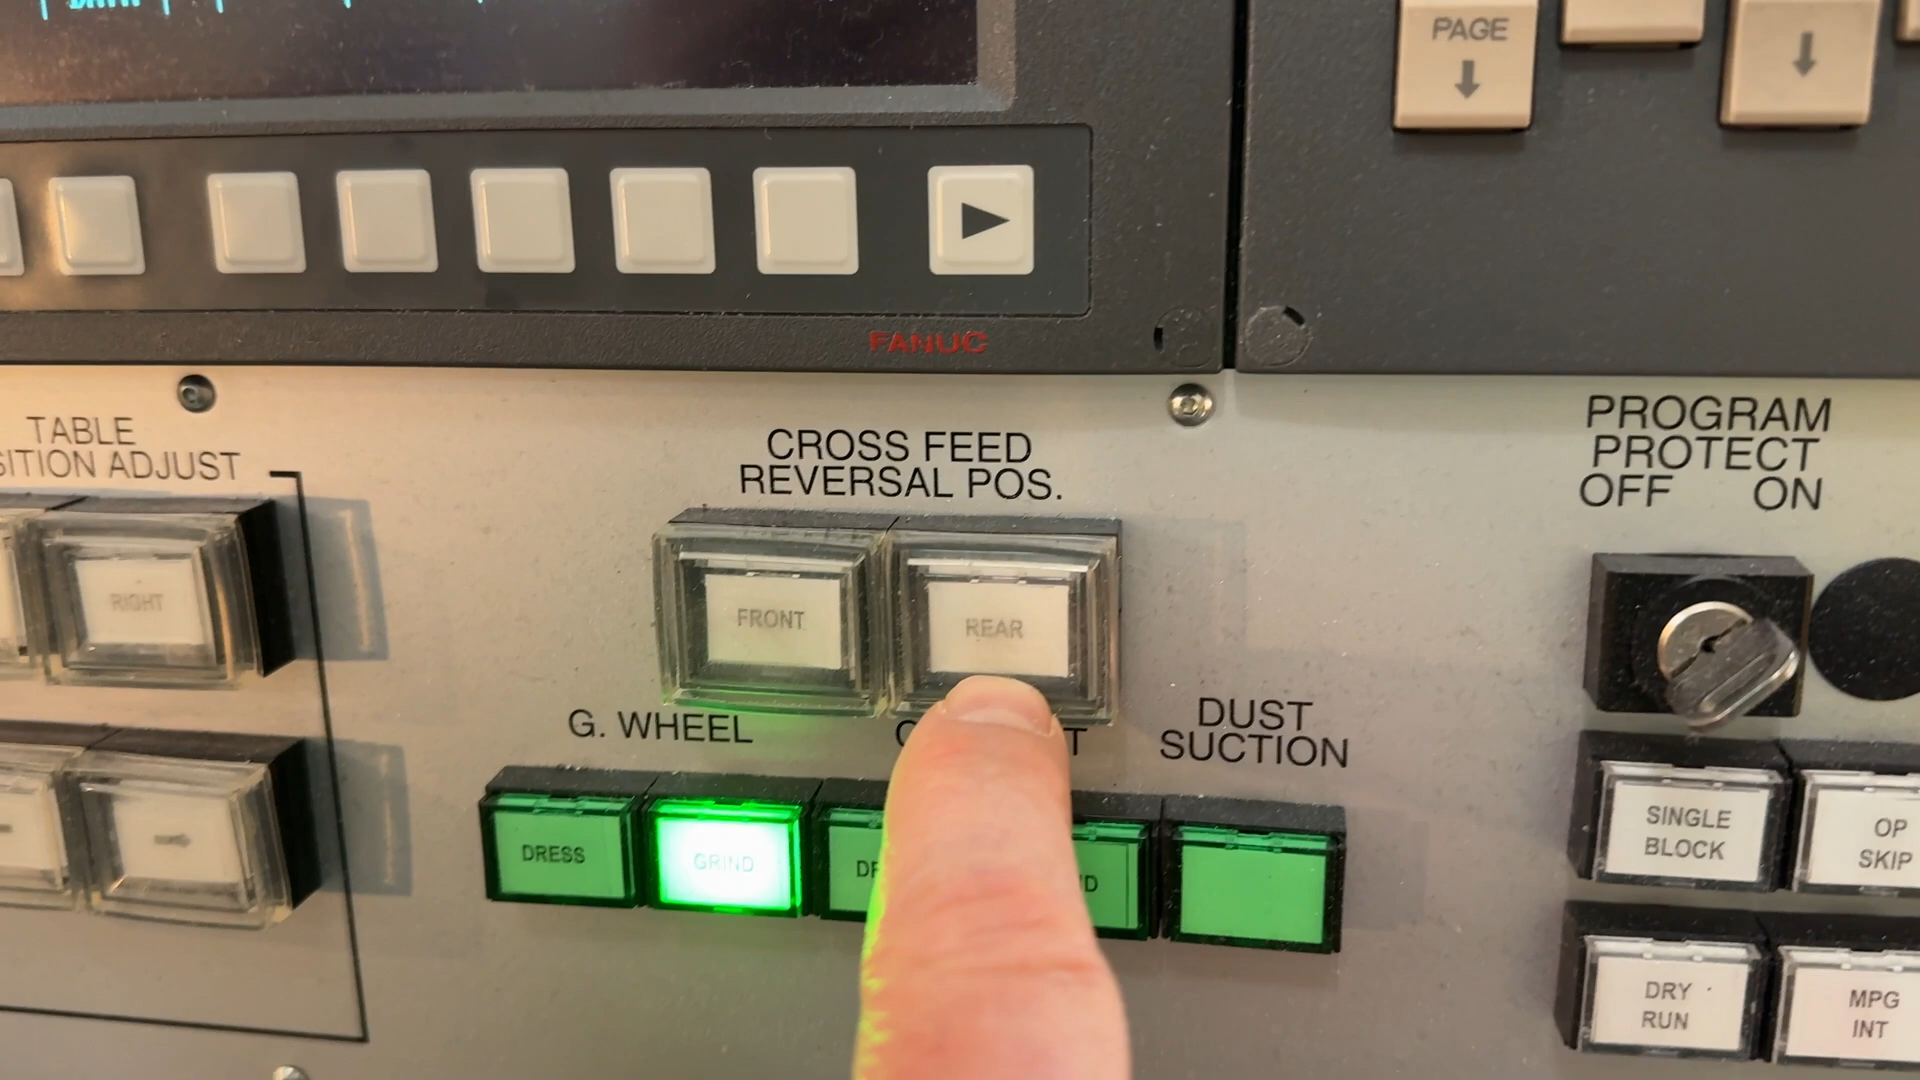 DATA
PAGE
FANUC
TABLE
SITION ADJUST
RIGHT
CROSS FEED
REVERSAL POS.
FRONT
REAR
PROGRAM
PROTECT
OFF ON
G. WHEEL
DUST
SUCTION
DRESS
GRIND
SINGLE
BLOCK
OP
SKIP
DRY
RUN
MPG
INT